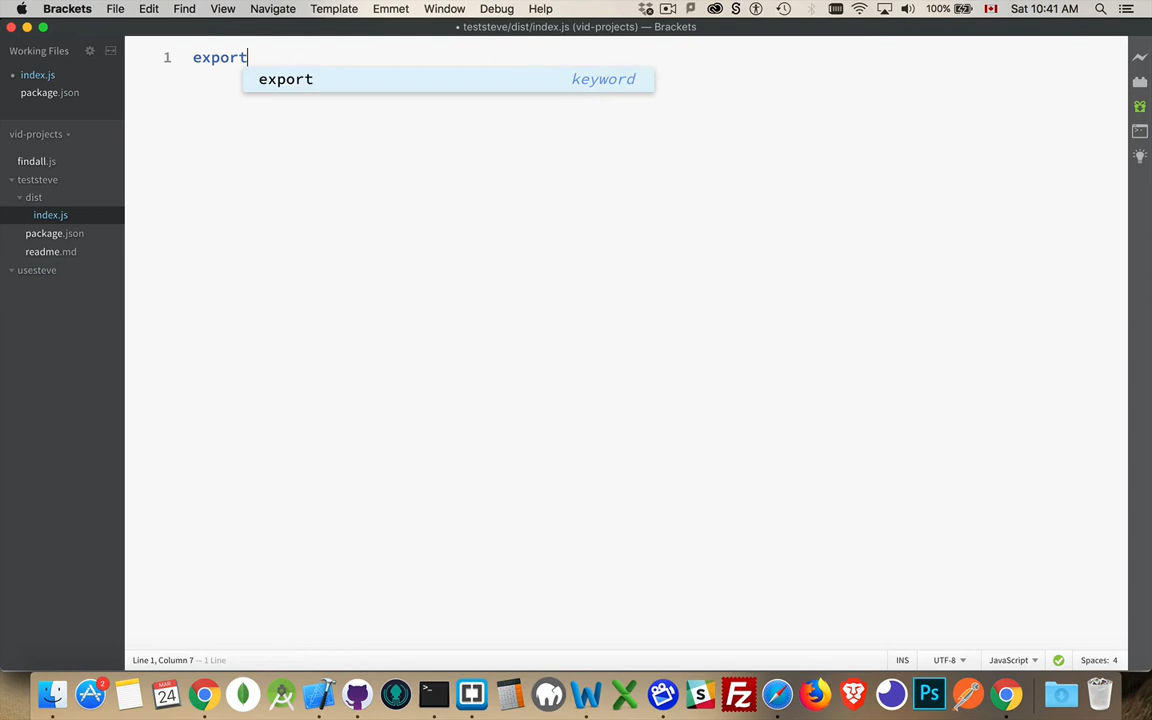 Brackets File Edit Find View Navigate Template Emmet Window Debug Help 100% Sat 10:41 AM
• teststeve/dist/index.js (vid-projects) — Brackets
Working Files
• index.js
package.json
vid-projects
findall.js
teststeve
dist
index.js
package.json
readme.md
usesteve
1 export
export keyword
Line 1, Column 7 — 1 Line INS UTF-8 JavaScript Spaces: 4
2
MAR
24
Ps